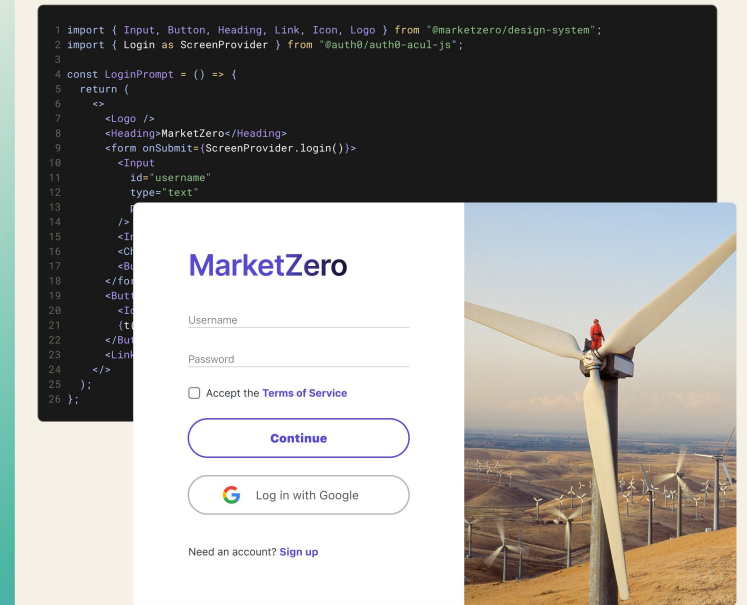 1 import { Input, Button, Heading, Link, Icon, Logo } from "@marketzero/design-system";
2 import { Login as ScreenProvider } from "@auth0/auth0-acul-js";
3
4 const LoginPrompt = () => {
5 return (
6 <>
7 <Logo />
8 <Heading>MarketZero</Heading>
9 <form onSubmit={ScreenProvider.login()}>
10 <Input
11 id="username"
12 type="text"
13
14 />
15
16
17
18
19
20
21 {t(
22
23 <Link
24 </>
25 );
26 };
MarketZero
Username
Password
Accept the Terms of Service
Continue
G Log in with Google
Need an account? Sign up